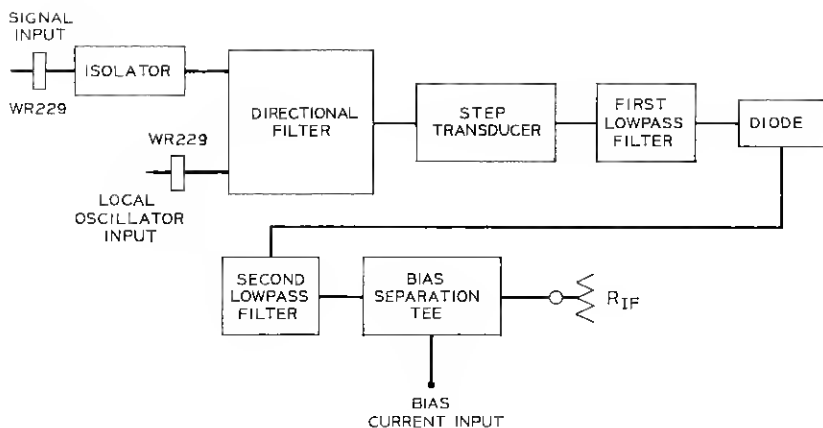 SIGNAL
INPUT
WR229
ISOLATOR
WR229
LOCAL
OSCILLATOR
INPUT
DIRECTIONAL
FILTER
STEP
TRANSDUCER
FIRST
LOWPASS
FILTER
DIODE
SECOND
LOWPASS
FILTER
BIAS
SEPARATION
TEE
RIF
BIAS
CURRENT INPUT